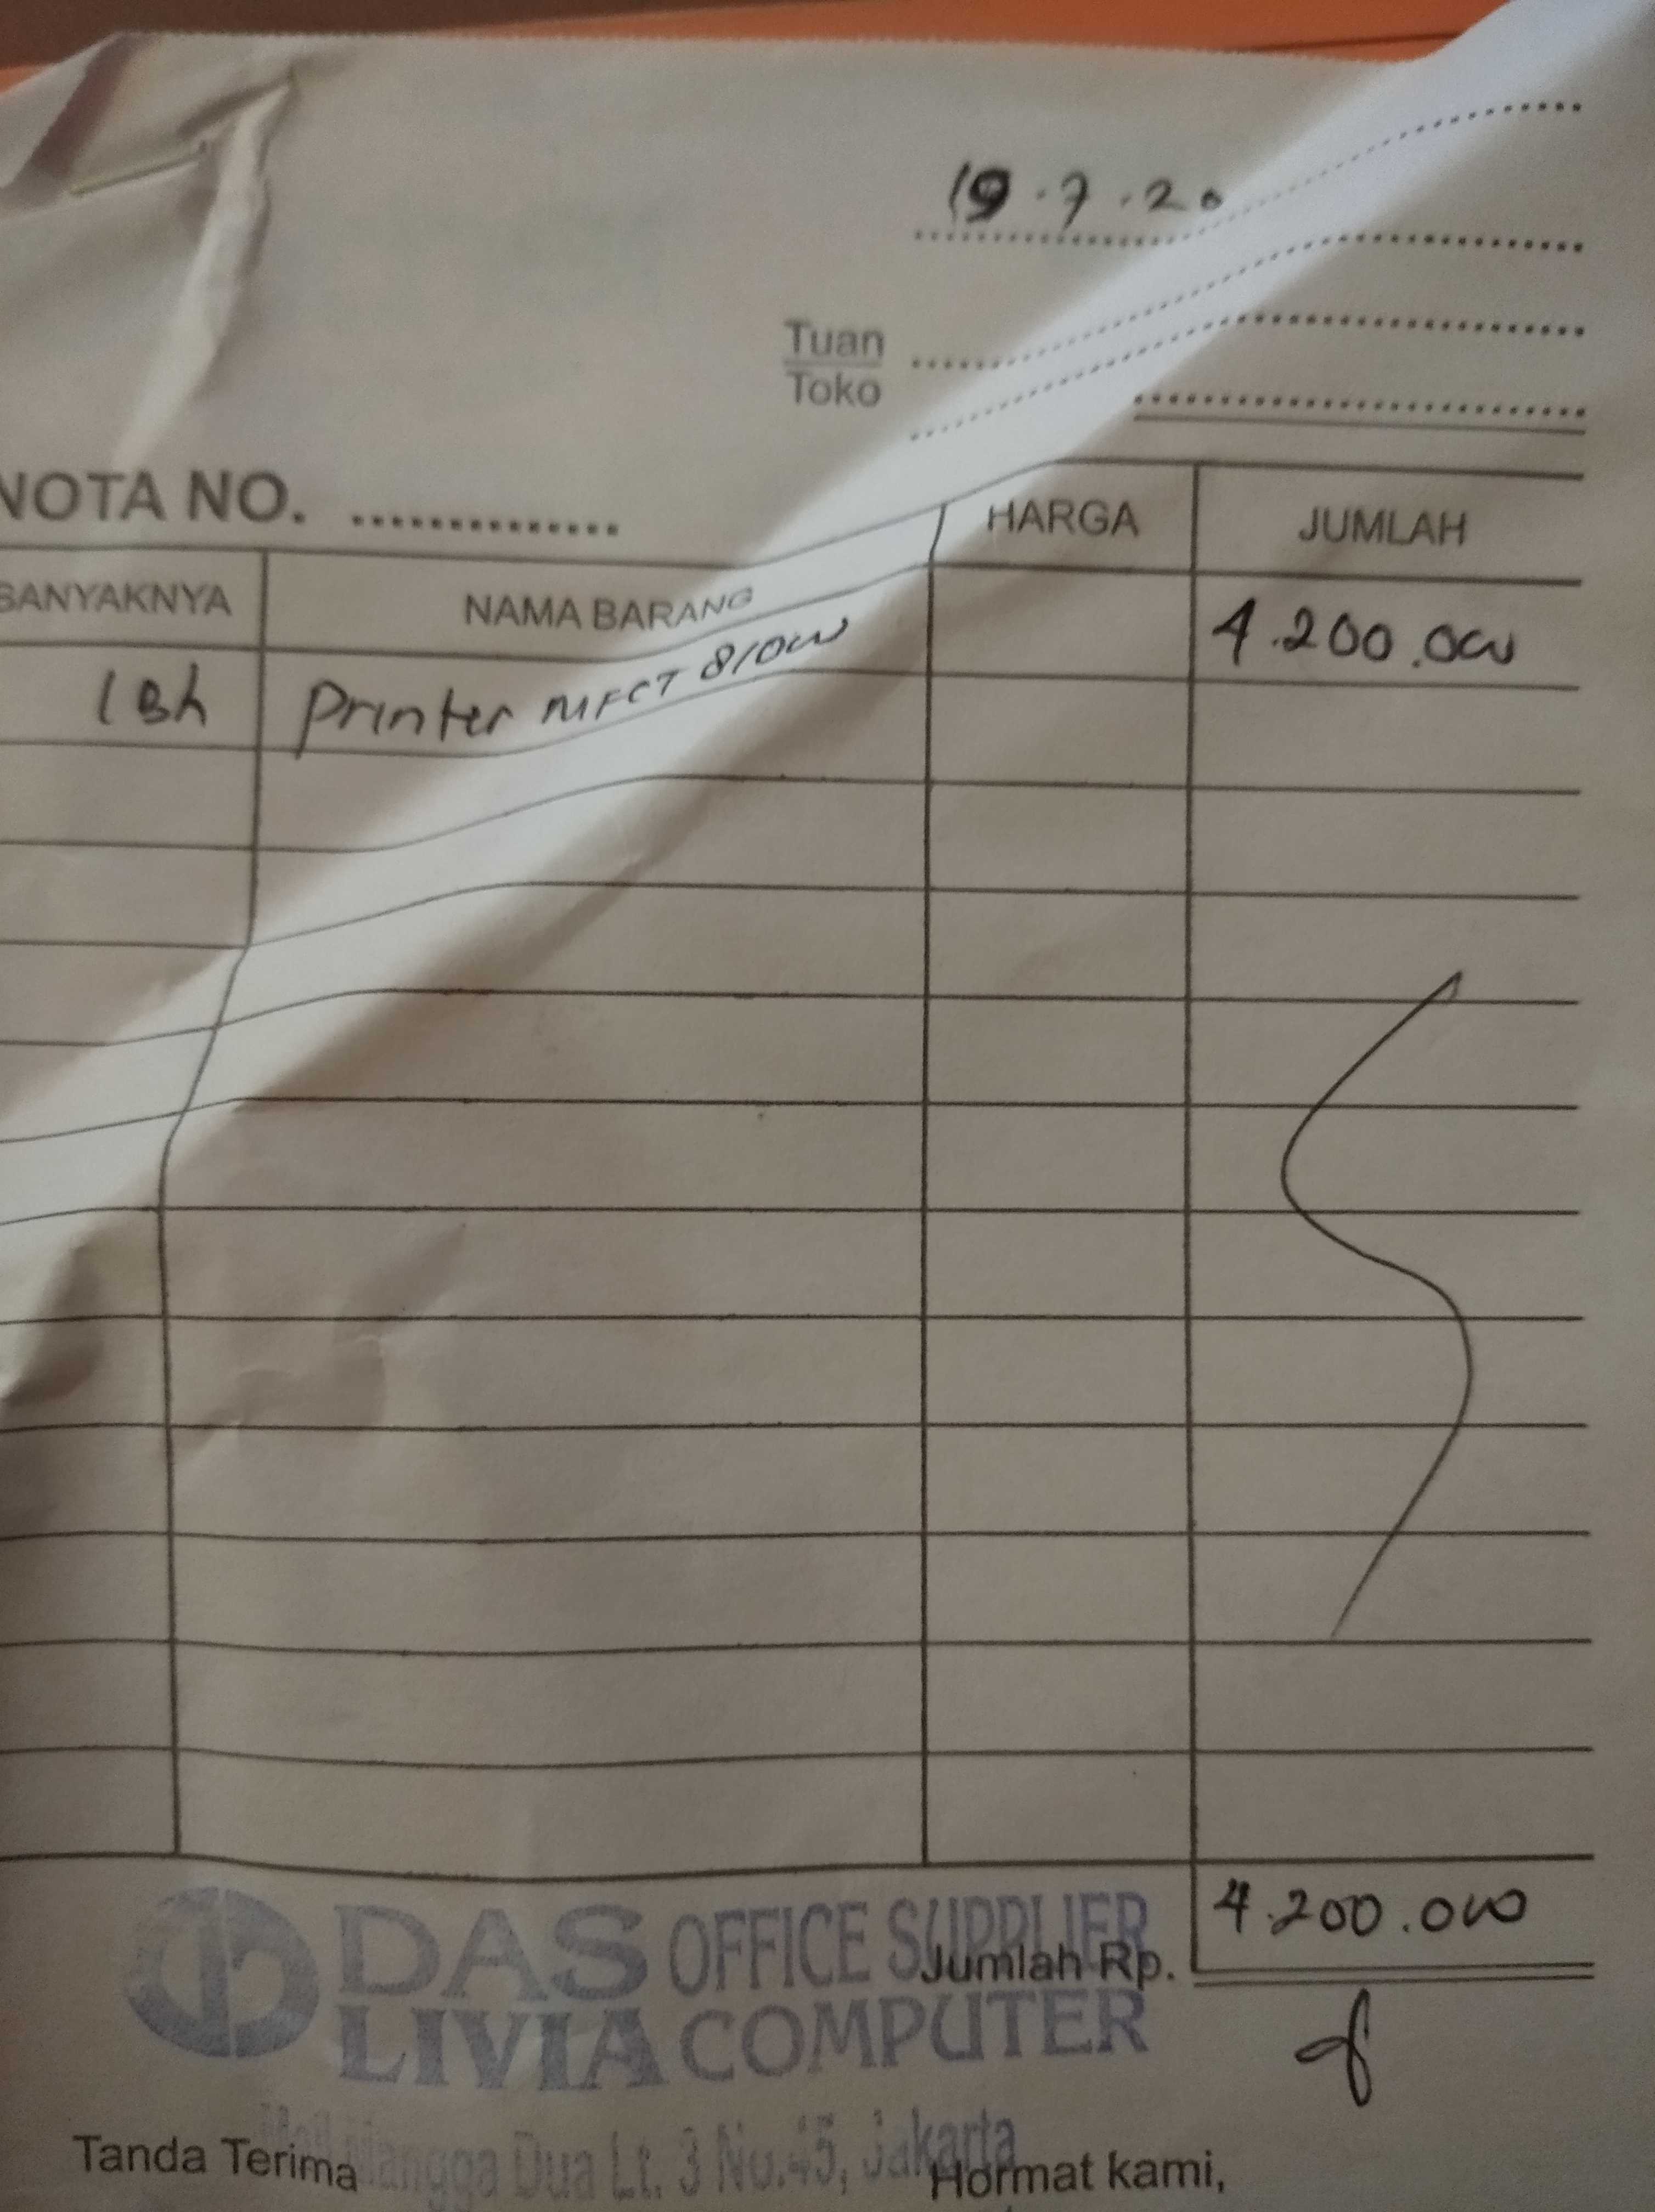 19.7.20
Tuan
Toko
NOTA NO.
BANYAKNYA NAMA BARANG HARGA JUMLAH
1 Bh Printer MFCT 810W 4.200.000
4.200.000
DAS OFFICE SUPPLIER
Jumlah Rp.
LIVIA COMPUTER
Mall Mangga Dua Lt. 3 No.45, Jakarta
Tanda Terima Hormat kami,